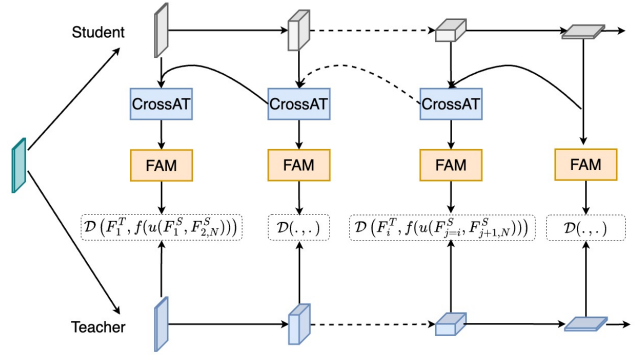 Student
CrossAT CrossAT CrossAT
FAM FAM FAM FAM
$\mathcal{D}\left(F_1^T, f(u(F_1^S, F_{2,N}^S))\right)$ $\mathcal{D}(.,.)$ $\mathcal{D}\left(F_i^T, f(u(F_{j=i}^S, F_{j+1,N}^S))\right)$ $\mathcal{D}(.,.)$
Teacher